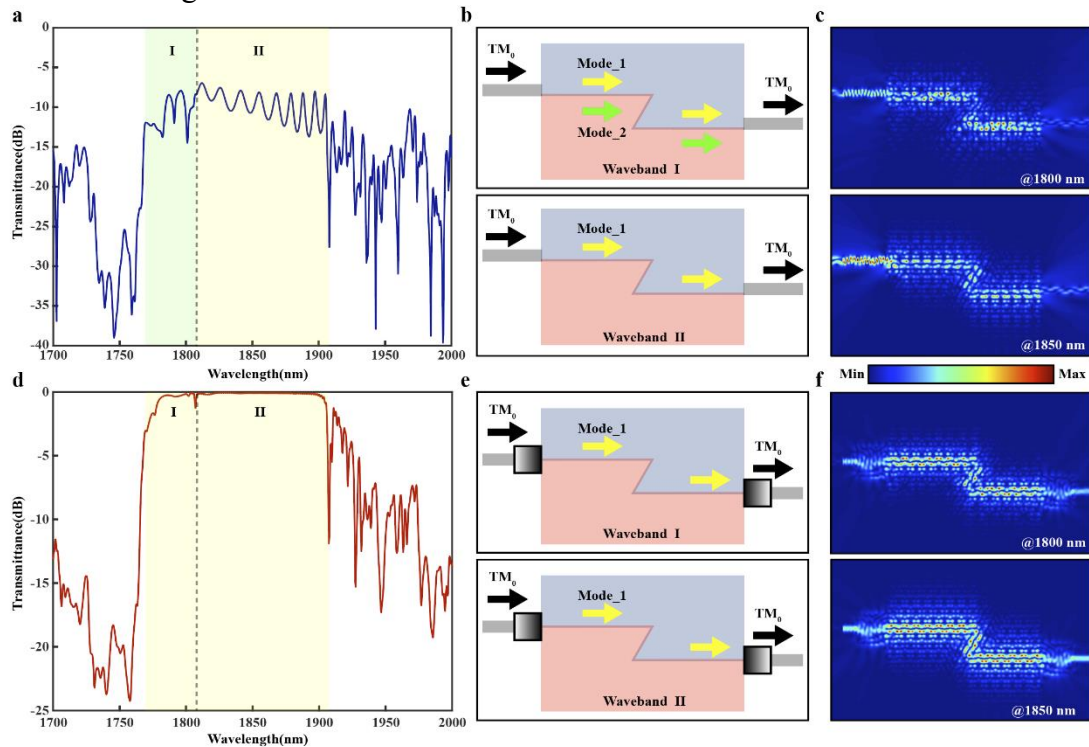 a
b
c
d
e
f
I
II
0
-5
-10
-15
-20
-25
-30
-35
-40
Transmittance(dB)
1700 1750 1800 1850 1900 1950 2000
Wavelength(nm)
TM0
Mode_1
Mode_2
TM0
Waveband I
TM0
Mode_1
TM0
Waveband II
@1800 nm
@1850 nm
Min Max
I
II
0
-5
-10
-15
-20
-25
Transmittance(dB)
1700 1750 1800 1850 1900 1950 2000
Wavelength(nm)
TM0
Mode_1
TM0
Waveband I
TM0
Mode_1
TM0
Waveband II
@1800 nm
@1850 nm